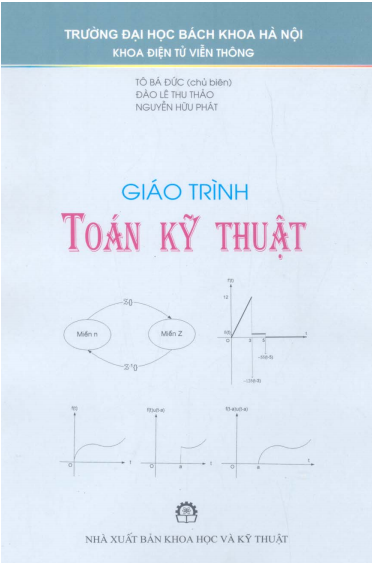 TRƯỜNG ĐẠI HỌC BÁCH KHOA HÀ NỘI
KHOA ĐIỆN TỬ VIỄN THÔNG
TÔ BÁ ĐỨC (chủ biên)
ĐÀO LÊ THU THẢO
NGUYỄN HỮU PHÁT
GIÁO TRÌNH
TOÁN KỸ THUẬT
Miền n
Miền Z
f(t)
12
O
t
f(t)
O
t
O
a
t
O
a
t
NHÀ XUẤT BẢN KHOA HỌC VÀ KỸ THUẬT